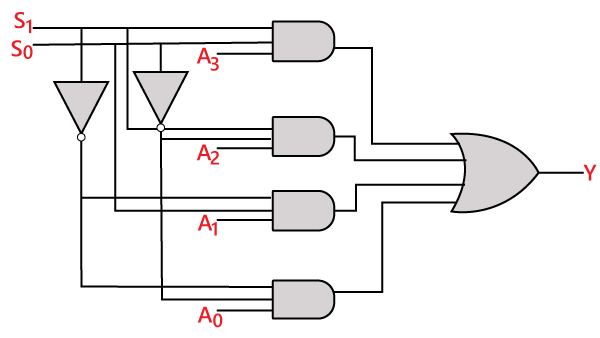 S₁
S₀
A₃
A₂
Y
A₁
A₀